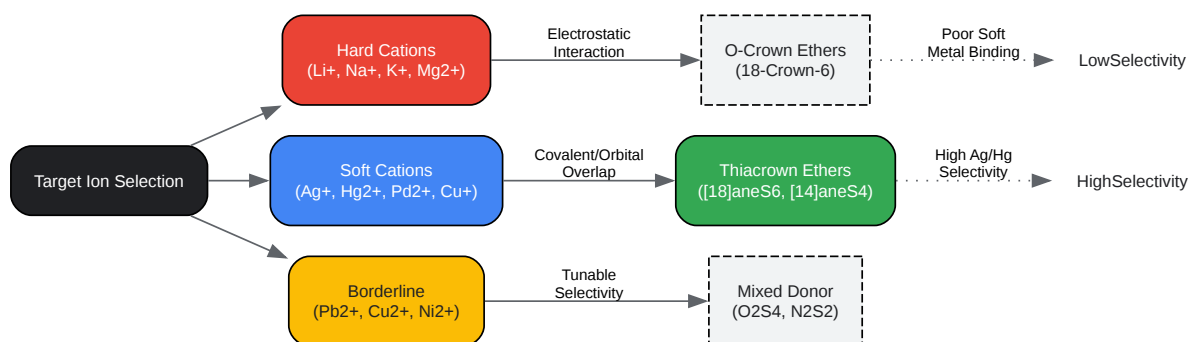 Hard Cations
(Li+, Na+, K+, Mg2+)
Electrostatic
Interaction
O-Crown Ethers
(18-Crown-6)
Poor Soft
Metal Binding
LowSelectivity
Target Ion Selection
Soft Cations
(Ag+, Hg2+, Pd2+, Cu+)
Covalent/Orbital
Overlap
Thiacrown Ethers
([18]aneS6, [14]aneS4)
High Ag/Hg
Selectivity
HighSelectivity
Borderline
(Pb2+, Cu2+, Ni2+)
Tunable
Selectivity
Mixed Donor
(O2S4, N2S2)